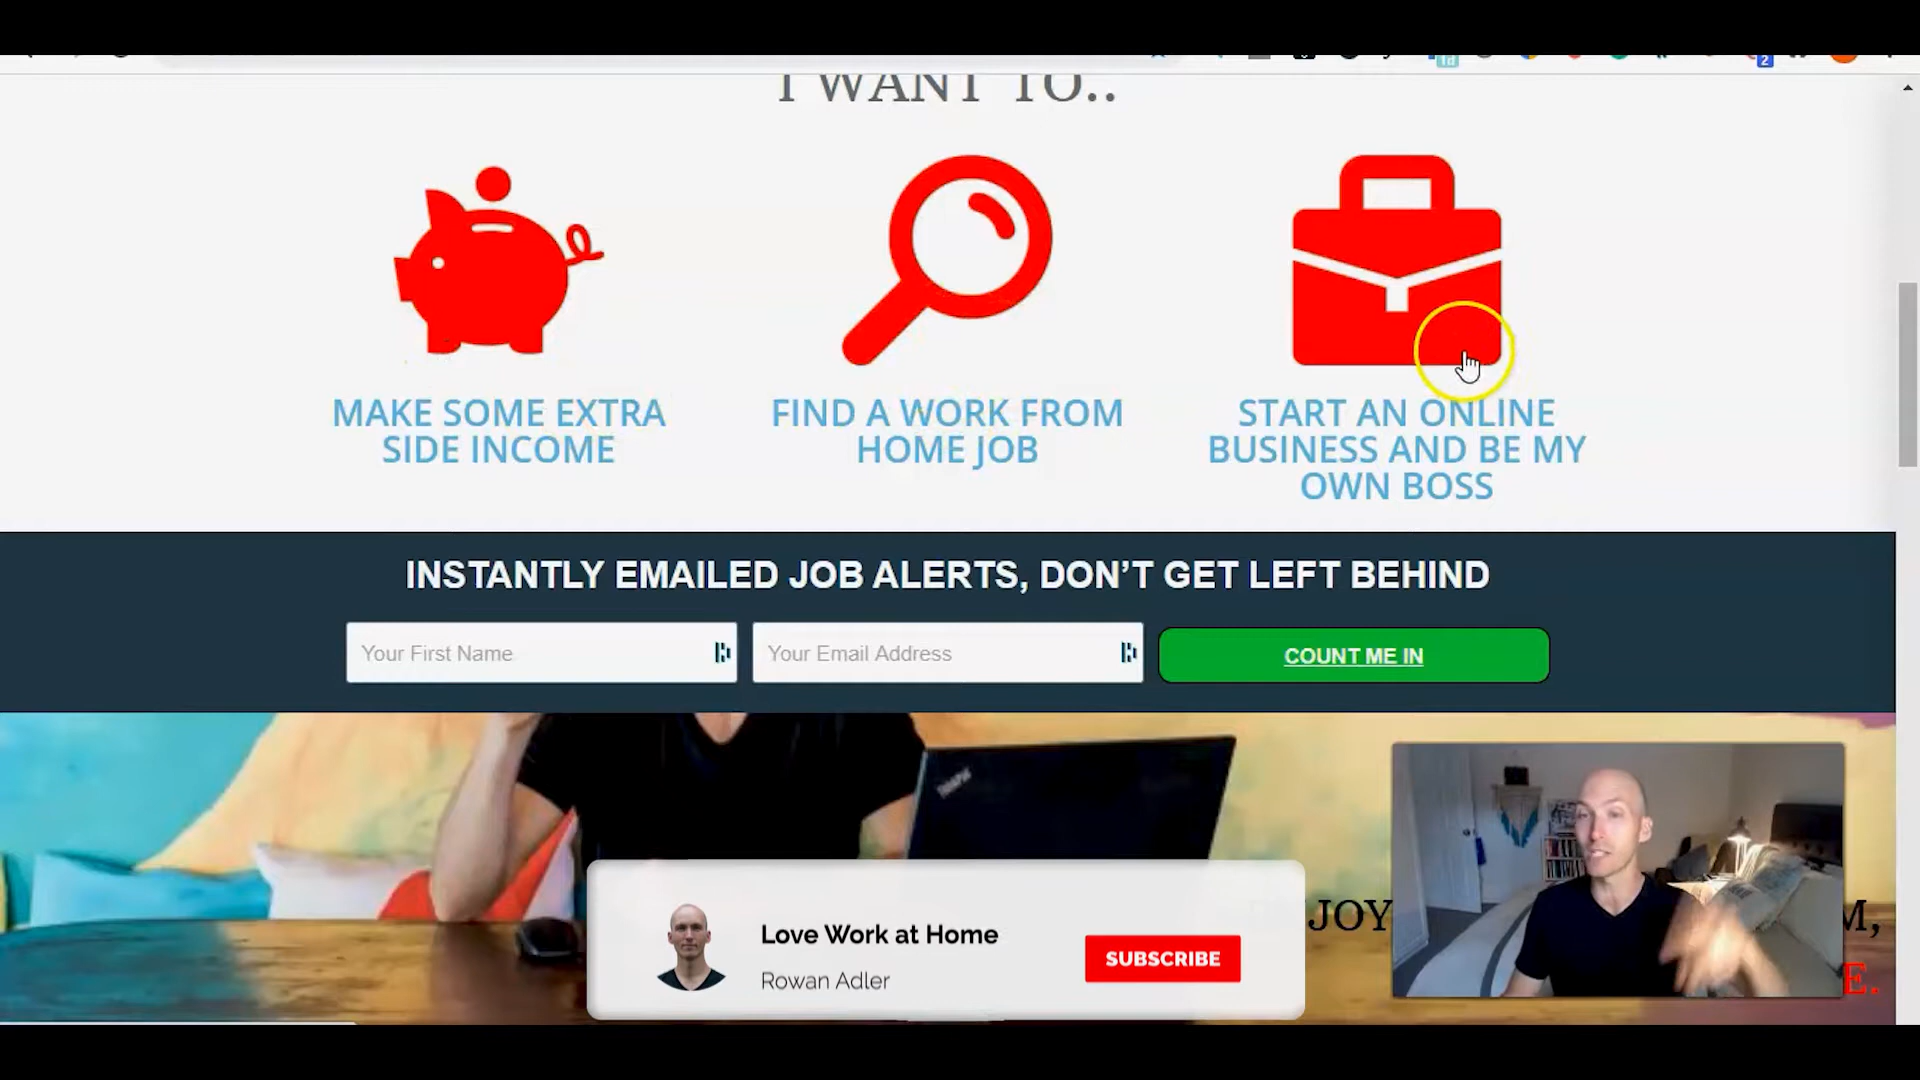 I WANT TO..
MAKE SOME EXTRA
SIDE INCOME
FIND A WORK FROM
HOME JOB
START AN ONLINE
BUSINESS AND BE MY
OWN BOSS
INSTANTLY EMAILED JOB ALERTS, DON’T GET LEFT BEHIND
Your First Name
Your Email Address
COUNT ME IN
ThinkPad
JOY
M,
E.
Love Work at Home
Rowan Adler
SUBSCRIBE